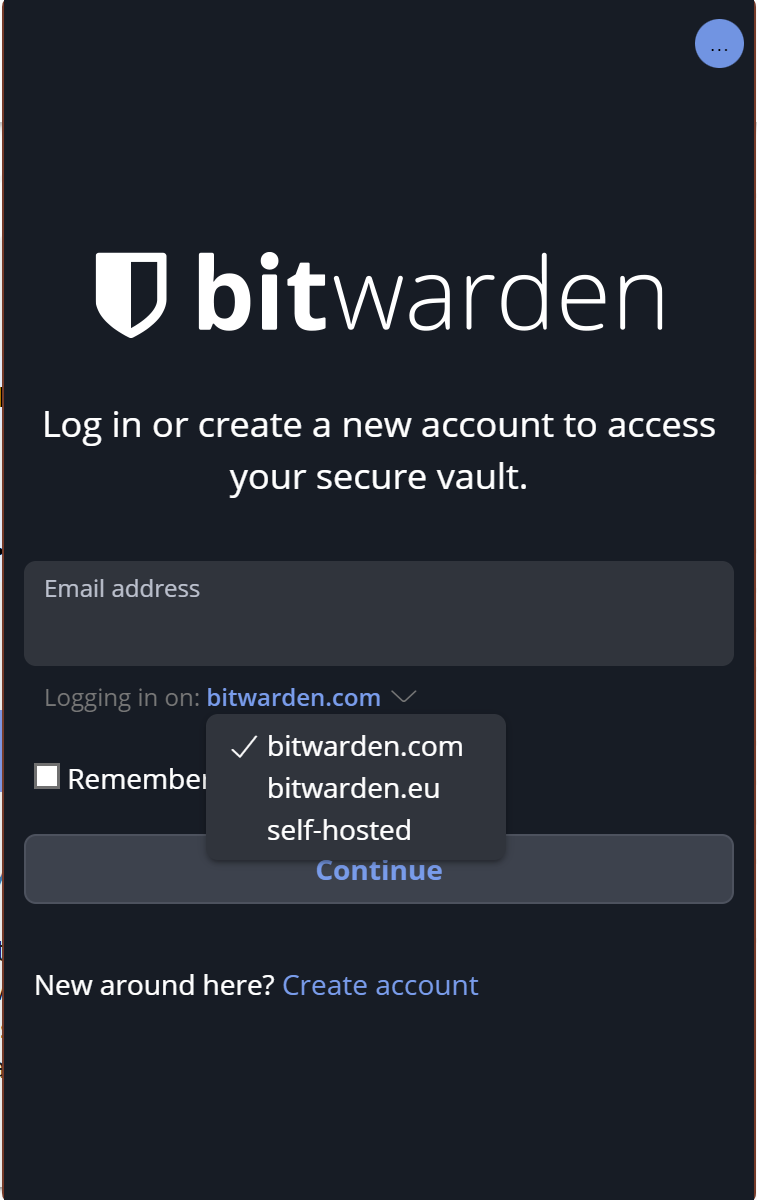 ...
bitwarden
Log in or create a new account to access
your secure vault.
Email address
Logging in on: bitwarden.com
bitwarden.com
Remember
bitwarden.eu
self-hosted
Continue
New around here? Create account